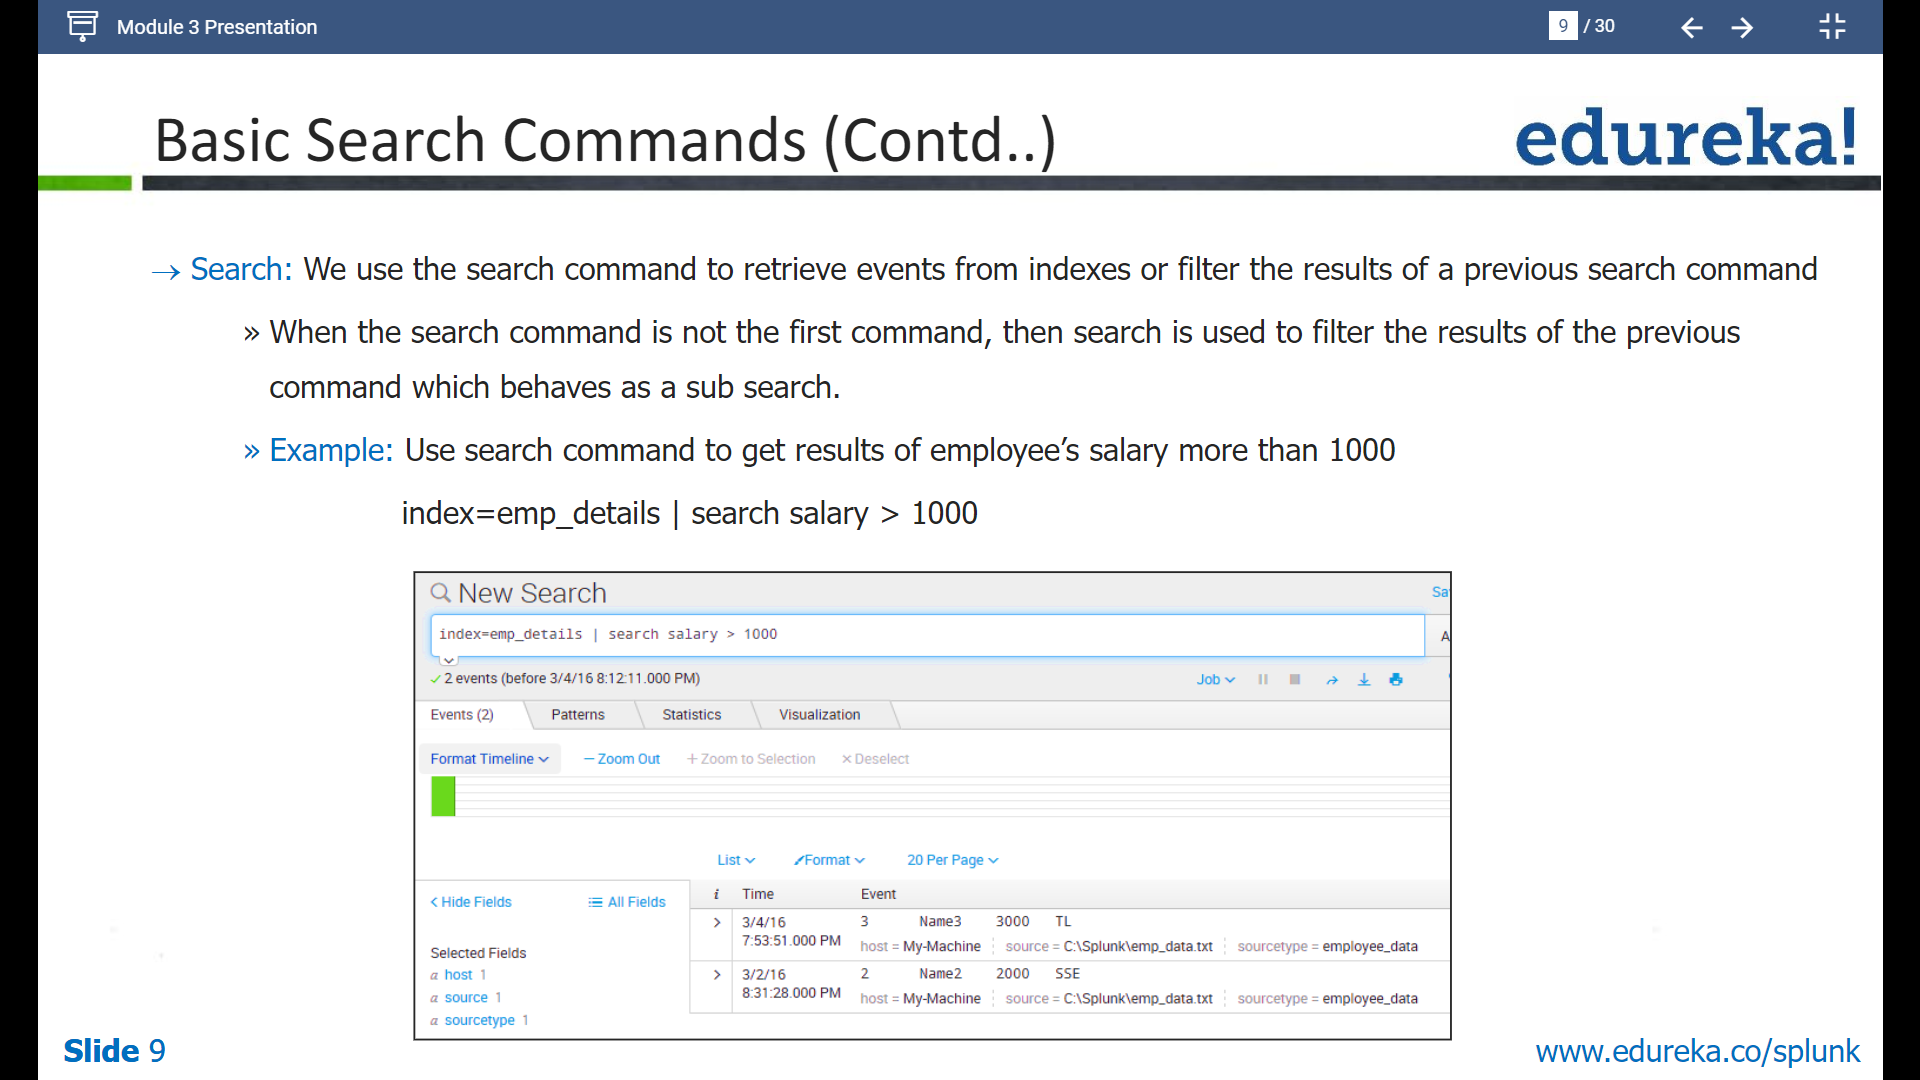 Module 3 Presentation
9 / 30
Basic Search Commands (Contd..)
edureka!
→ Search: We use the search command to retrieve events from indexes or filter the results of a previous search command
» When the search command is not the first command, then search is used to filter the results of the previous
command which behaves as a sub search.
» Example: Use search command to get results of employee’s salary more than 1000
index=emp_details | search salary > 1000
New Search
Sa
index=emp_details | search salary > 1000
A
2 events (before 3/4/16 8:12:11.000 PM)
Job
Events (2) Patterns Statistics Visualization
Format Timeline − Zoom Out + Zoom to Selection × Deselect
List Format 20 Per Page
< Hide Fields All Fields
i Time Event
3/4/16 3 Name3 3000 TL
7:53:51.000 PM host = My-Machine source = C:\Splunk\emp_data.txt sourcetype = employee_data
Selected Fields
a host 1
a source 1
a sourcetype 1
3/2/16 2 Name2 2000 SSE
8:31:28.000 PM host = My-Machine source = C:\Splunk\emp_data.txt sourcetype = employee_data
Slide 9
www.edureka.co/splunk